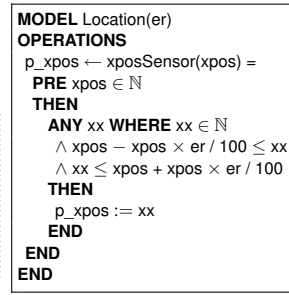 MODEL Location(er)
OPERATIONS
p_xpos ← xposSensor(xpos) =
PRE xpos ∈ ℕ
THEN
ANY xx WHERE xx ∈ ℕ
∧ xpos − xpos × er / 100 ≤ xx
∧ xx ≤ xpos + xpos × er / 100
THEN
p_xpos := xx
END
END
END